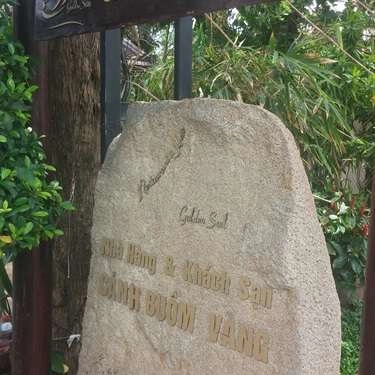 Golden Sail
Nhà Hàng & Khách Sạn
CÁNH BUỒM VÀNG